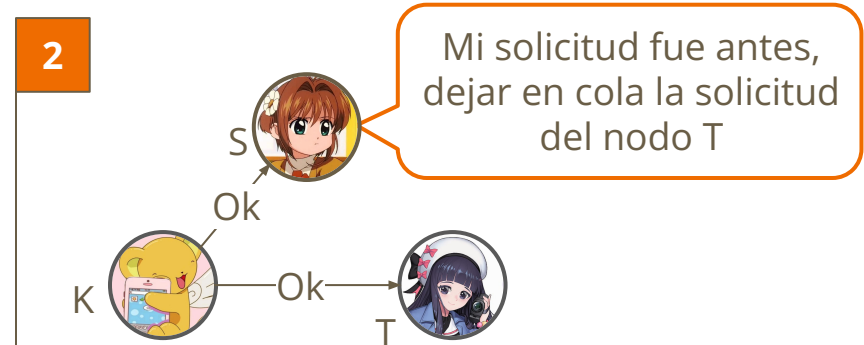 2
Mi solicitud fue antes,
dejar en cola la solicitud
del nodo T
S
Ok
K
Ok
T